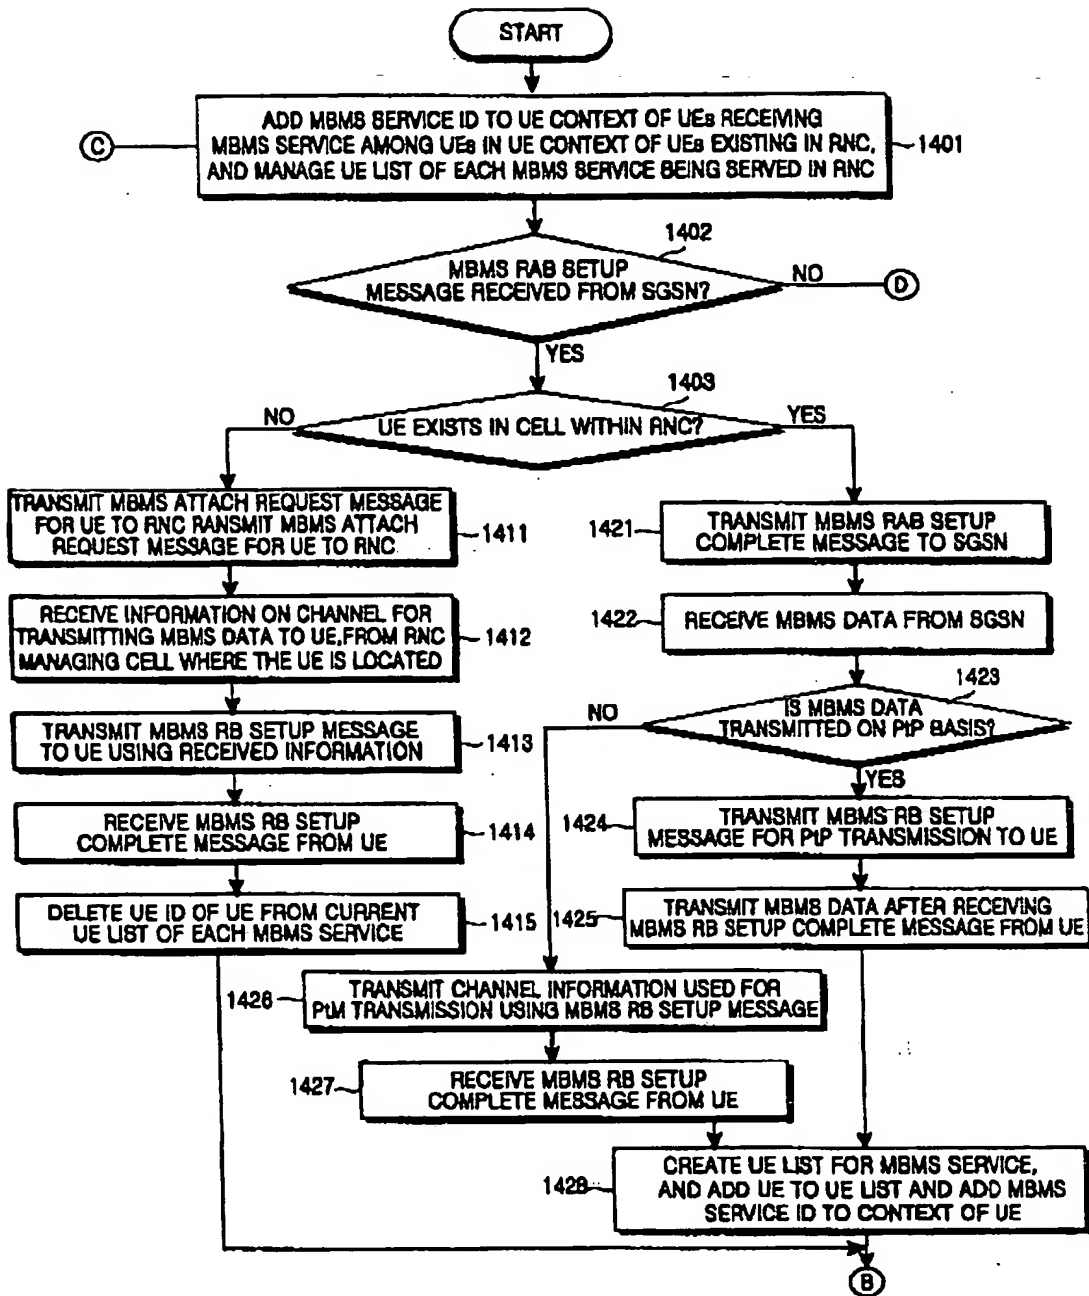 START
ADD MBMS SERVICE ID TO UE CONTEXT OF UEs RECEIVING
MBMS SERVICE AMONG UEs IN UE CONTEXT OF UEs EXISTING IN RNC,
AND MANAGE UE LIST OF EACH MBMS SERVICE BEING SERVED IN RNC
1401
C
1402
MBMS RAB SETUP
MESSAGE RECEIVED FROM SGSN?
NO
D
YES
1403
NO
UE EXISTS IN CELL WITHIN RNC?
YES
TRANSMIT MBMS ATTACH REQUEST MESSAGE
FOR UE TO RNC RANSMIT MBMS ATTACH
REQUEST MESSAGE FOR UE TO RNC
1411
1421
TRANSMIT MBMS RAB SETUP
COMPLETE MESSAGE TO SGSN
RECEIVE INFORMATION ON CHANNEL FOR
TRANSMITTING MBMS DATA TO UE, FROM RNC
MANAGING CELL WHERE THE UE IS LOCATED
1412
1422
RECEIVE MBMS DATA FROM SGSN
1423
NO
IS MBMS DATA
TRANSMITTED ON PtP BASIS?
YES
TRANSMIT MBMS RB SETUP MESSAGE
TO UE USING RECEIVED INFORMATION
1413
RECEIVE MBMS RB SETUP
COMPLETE MESSAGE FROM UE
1414
1424
TRANSMIT MBMS RB SETUP
MESSAGE FOR PtP TRANSMISSION TO UE
DELETE UE ID OF UE FROM CURRENT
UE LIST OF EACH MBMS SERVICE
1415
1425
TRANSMIT MBMS DATA AFTER RECEIVING
MBMS RB SETUP COMPLETE MESSAGE FROM UE
1426
TRANSMIT CHANNEL INFORMATION USED FOR
PtM TRANSMISSION USING MBMS RB SETUP MESSAGE
1427
RECEIVE MBMS RB SETUP
COMPLETE MESSAGE FROM UE
1428
CREATE UE LIST FOR MBMS SERVICE,
AND ADD UE TO UE LIST AND ADD MBMS
SERVICE ID TO CONTEXT OF UE
B